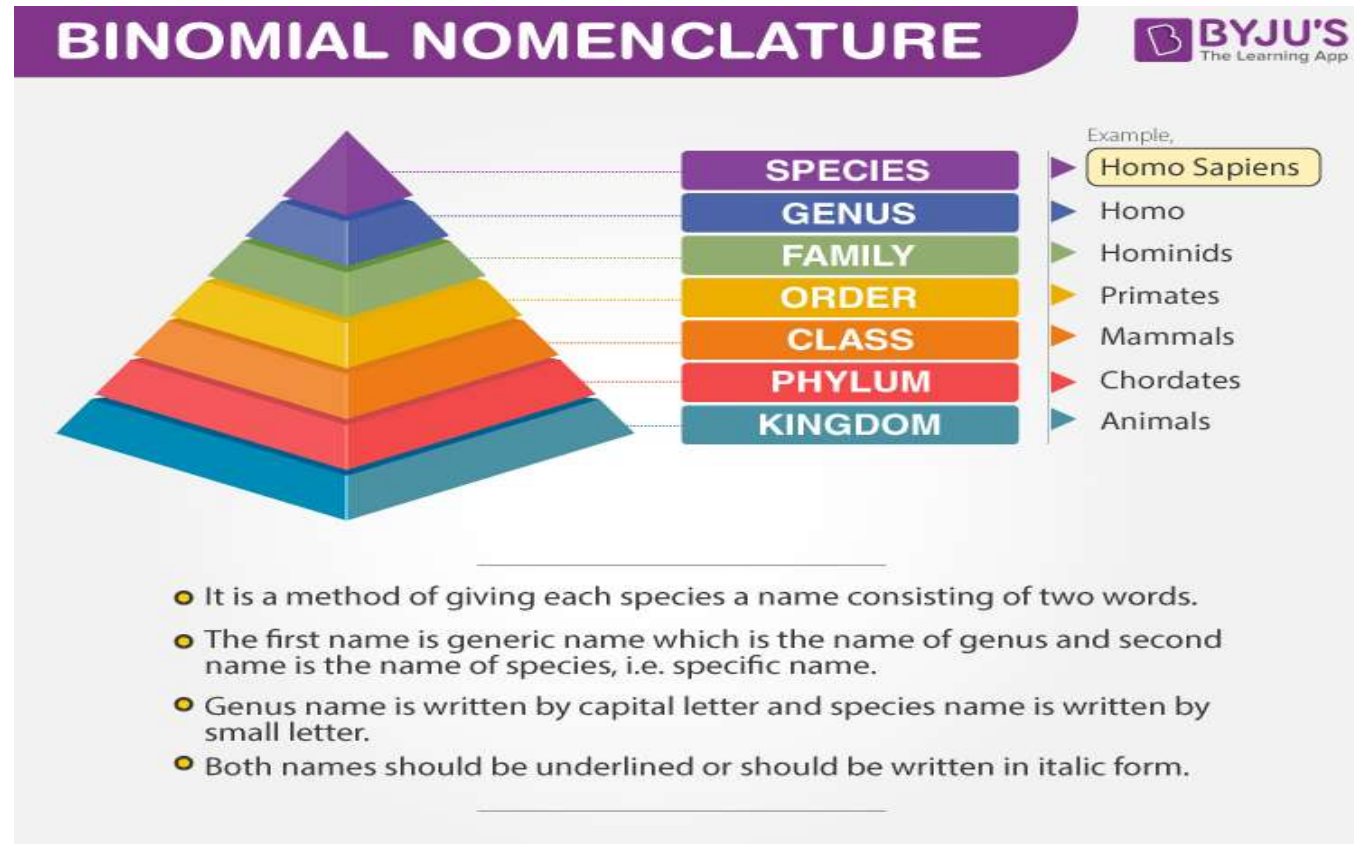 BINOMIAL NOMENCLATURE
BYJU'S
The Learning App
Example,
SPECIES
Homo Sapiens
GENUS
Homo
FAMILY
Hominids
ORDER
Primates
CLASS
Mammals
PHYLUM
Chordates
KINGDOM
Animals
It is a method of giving each species a name consisting of two words.
The first name is generic name which is the name of genus and second
name is the name of species, i.e. specific name.
Genus name is written by capital letter and species name is written by
small letter.
Both names should be underlined or should be written in italic form.